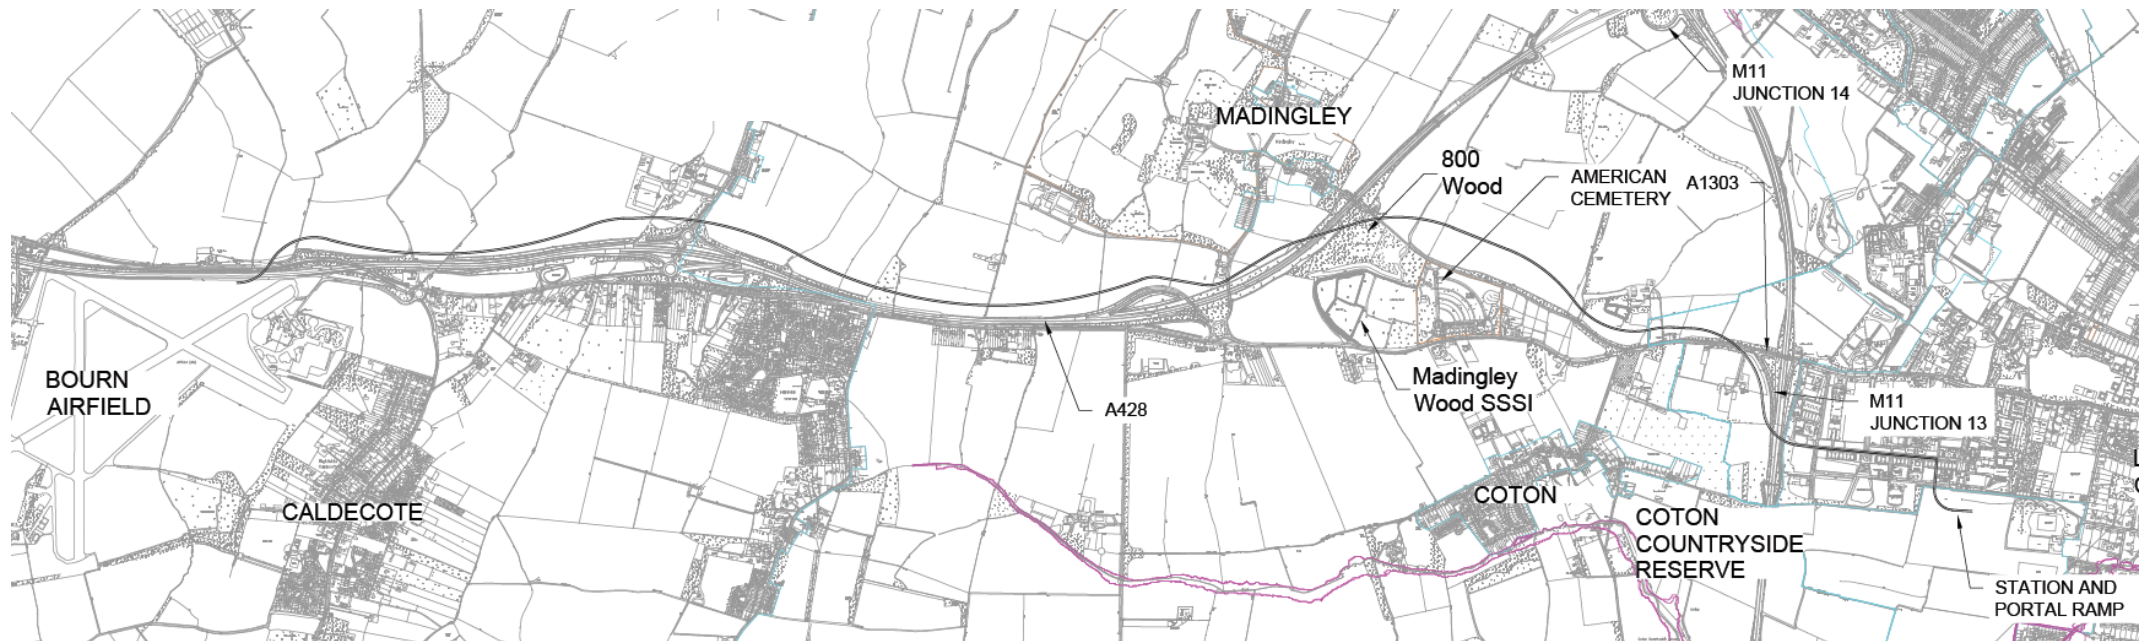 M11
JUNCTION 14
MADINGLEY
800
Wood
AMERICAN
CEMETERY
A1303
BOURN
AIRFIELD
Madingley
Wood SSSI
A428
M11
JUNCTION 13
CALDECOTE
COTON
COTON
COUNTRYSIDE
RESERVE
STATION AND
PORTAL RAMP